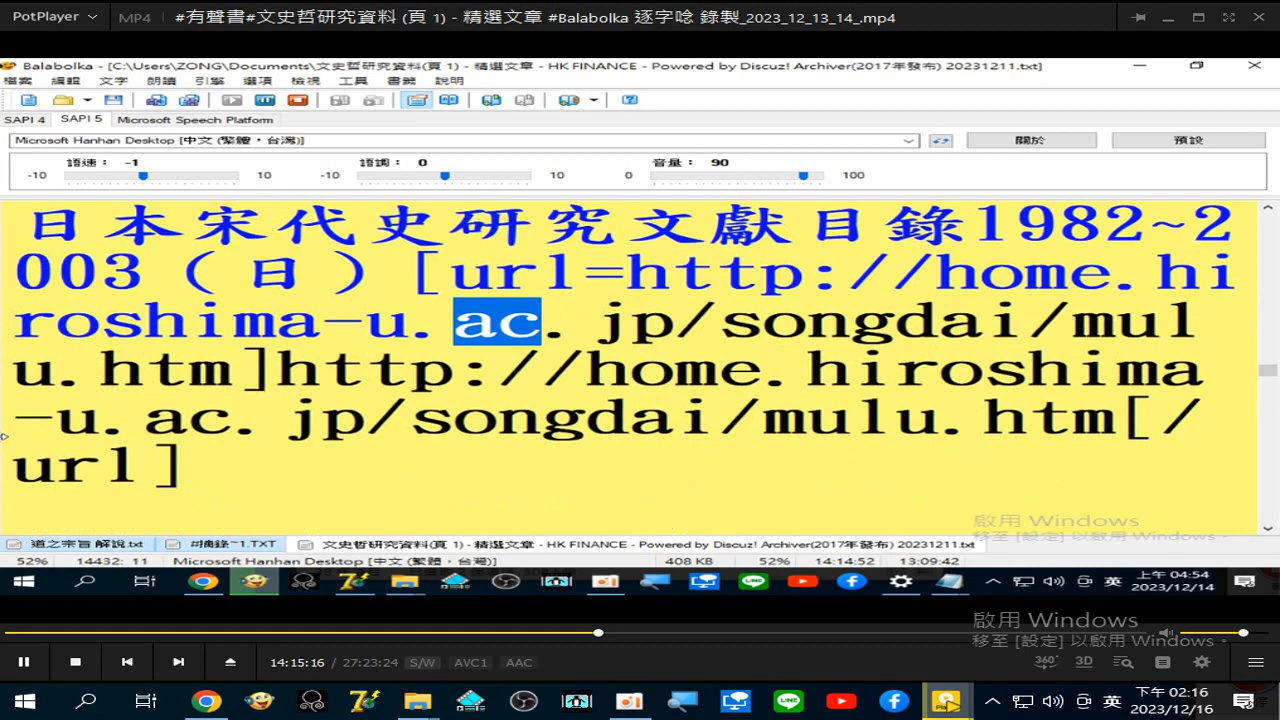 PotPlayer MP4 #有聲書#文史哲研究資料 (頁 1) - 精選文章 #Balabolka 逐字唸 錄製_2023_12_13_14_.mp4
Balabolka - [C:\Users\ZONG\Documents\文史哲研究資料(頁 1) - 精選文章 - HK FINANCE - Powered by Discuz! Archiver(2017年發布) 20231211.txt]
檔案 編輯 文字 朗讀 引擎 選項 檢視 工具 書籤 說明
SAPI 4 SAPI 5 Microsoft Speech Platform
Microsoft Hanhan Desktop [中文 (繁體，台灣)] 關於 預設
語速： -1 語調： 0 音量： 90
-10 10 -10 10 0 100
日本宋代史研究文獻目錄1982~2
003（日）[url=http://home.hi
roshima-u.ac.jp/songdai/mul
u.htm]http://home.hiroshima
-u.ac.jp/songdai/mulu.htm[/
url]
啟用 Windows
移至 [設定] 以啟用 Windows。
道之宗旨 解說.txt #摘錄~1.TXT 文史哲研究資料(頁 1) - 精選文章 - HK FINANCE - Powered by Discuz! Archiver(2017年發布) 20231211.txt
52% 14432: 11 Microsoft Hanhan Desktop [中文 (繁體，台灣)] 408 KB 52% 14:14:52 13:09:42
英 上午 04:54
2023/12/14
啟用 Windows
移至 [設定] 以啟用 Windows。
14:15:16 / 27:23:24 S/W AVC1 AAC 360° 3D
英 下午 02:16
2023/12/16